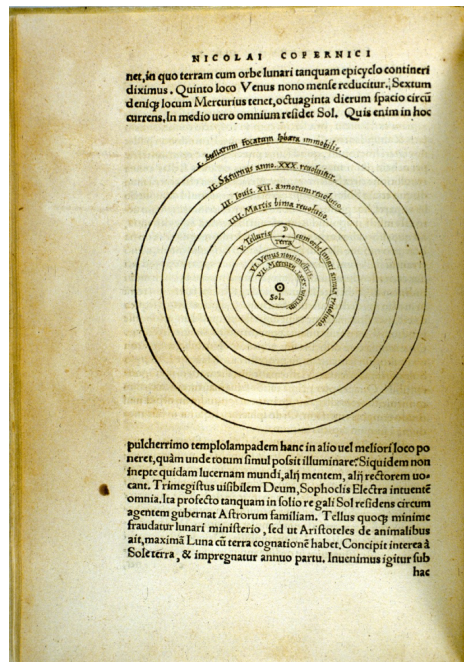 NICOLAI COPERNICI
net, in quo terram cum orbe lunari tanquam epicyclo contineri
diximus. Quinto loco Venus nono mense reducitur. Sextum
deniqȝ locum Mercurius tenet, octuaginta dierum spacio circū
currens. In medio uero omnium residet Sol. Quis enim in hoc
I. Stellarum Fixarum sphæra immobilis.
II. Saturnus anno. XXX. reuoluitur.
III. Iouis. XII. annorum reuolutio.
IIII. Martis bima reuolutio.
V. Telluris
cum orbe lunari annua reuolutio.
Terra
VI. Venus nonimestris.
VII. Mercurii
Sol.
pulcherrimo templo lampadem hanc in alio uel meliori loco po
neret, quàm unde totum simul possit illuminare? Siquidem non
inepte quidam lucernam mundi, alij mentem, alij rectorem uo-
cant. Trimegistus uisibilem Deum, Sophoclis Electra intuentē
omnia. Ita profecto tanquam in solio re gali Sol residens circum
agentem gubernat Astrorum familiam. Tellus quoqȝ minime
fraudatur lunari ministerio, sed ut Aristoteles de animalibus
ait, maximā Luna cū terra cognationē habet. Concipit interea à
Sole terra, & impregnatur annuo partu. Inuenimus igitur sub
hac